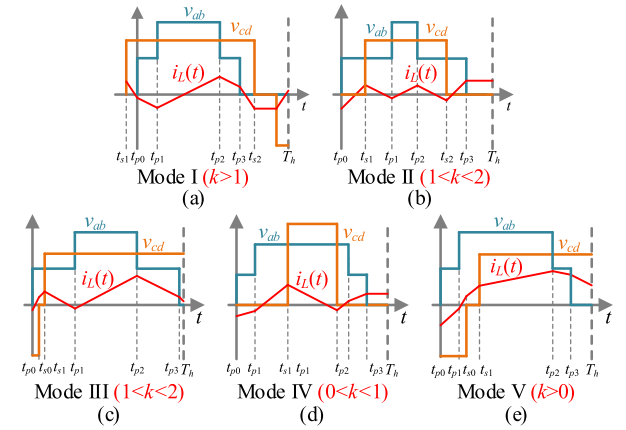 v_ab
v_cd
i_L(t)
t
t_s1 t_p0 t_p1 t_p2 t_p3 t_s2 T_h
Mode I (k>1)
(a)
v_cd
v_ab
i_L(t)
t
t_p0 t_s1 t_p1 t_p2 t_s2 t_p3 T_h
Mode II (1<k<2)
(b)
v_ab
v_cd
i_L(t)
t
t_p0 t_s0 t_s1 t_p1 t_p2 t_p3 T_h
Mode III (1<k<2)
(c)
v_ab
v_cd
i_L(t)
t
t_p0 t_p1 t_s1 t_p1 t_p2 t_p3 T_h
Mode IV (0<k<1)
(d)
v_ab
v_cd
i_L(t)
t
t_p0 t_p1 t_s0 t_s1 t_p2 t_p3 T_h
Mode V (k>0)
(e)